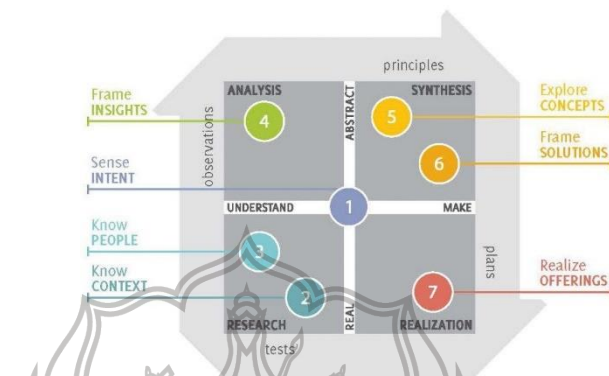 principles
ANALYSIS
ABSTRACT
SYNTHESIS
Frame
INSIGHTS
4
5
Explore
CONCEPTS
observations
6
Frame
SOLUTIONS
Sense
INTENT
UNDERSTAND
1
MAKE
Know
PEOPLE
3
plans
Know
CONTEXT
2
7
Realize
OFFERINGS
RESEARCH
REAL
REALIZATION
tests